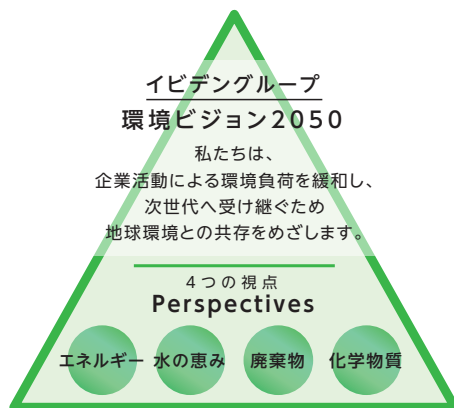 イビデングループ
環境ビジョン2050
私たちは、
企業活動による環境負荷を緩和し、
次世代へ受け継ぐため
地球環境との共存をめざします。
4つの視点
Perspectives
エネルギー 水の恵み 廃棄物 化学物質